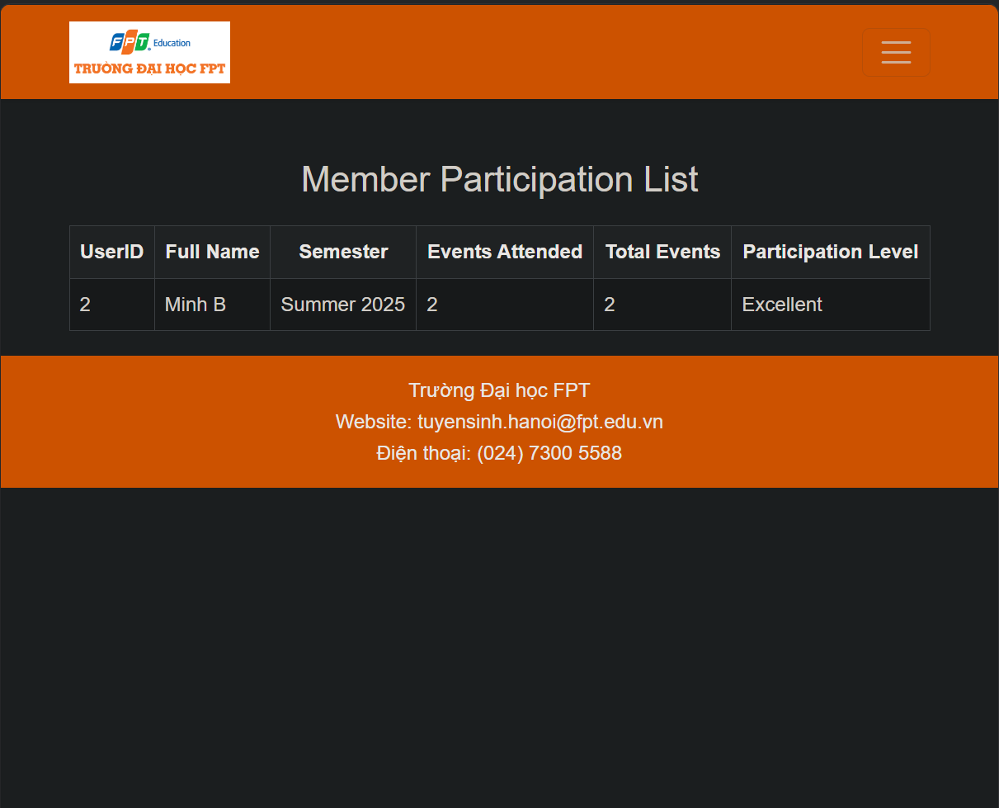 FPT Education
TRƯỜNG ĐẠI HỌC FPT
Member Participation List
UserID Full Name Semester Events Attended Total Events Participation Level
2 Minh B Summer 2025 2 2 Excellent
Trường Đại học FPT
Website: tuyensinh.hanoi@fpt.edu.vn
Điện thoại: (024) 7300 5588